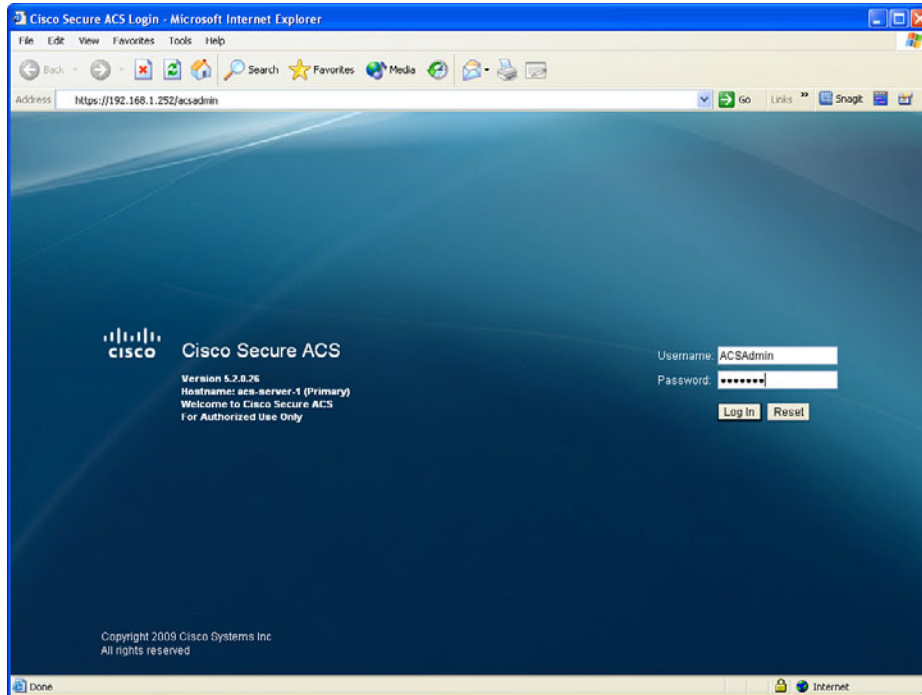 Cisco Secure ACS Login - Microsoft Internet Explorer
File Edit View Favorites Tools Help
Back Search Favorites Media
Address https://192.168.1.252/acsadmin Go Links » SnagIt
CISCO
Cisco Secure ACS
Version 5.2.0.26
Hostname: acs-server-1 (Primary)
Welcome to Cisco Secure ACS
For Authorized Use Only
Username: ACSAdmin
Password: •••••••
Log In Reset
Copyright 2009 Cisco Systems Inc
All rights reserved
Done Internet